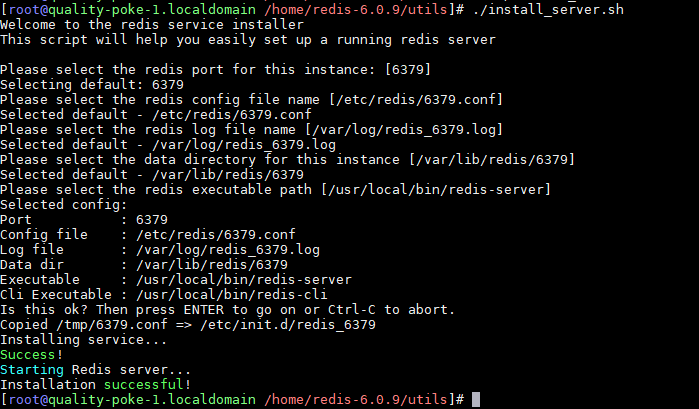 [root@quality-poke-1.localdomain /home/redis-6.0.9/utils]# ./install_server.sh
Welcome to the redis service installer
This script will help you easily set up a running redis server

Please select the redis port for this instance: [6379]
Selecting default: 6379
Please select the redis config file name [/etc/redis/6379.conf]
Selected default - /etc/redis/6379.conf
Please select the redis log file name [/var/log/redis_6379.log]
Selected default - /var/log/redis_6379.log
Please select the data directory for this instance [/var/lib/redis/6379]
Selected default - /var/lib/redis/6379
Please select the redis executable path [/usr/local/bin/redis-server]
Selected config:
Port           : 6379
Config file    : /etc/redis/6379.conf
Log file       : /var/log/redis_6379.log
Data dir       : /var/lib/redis/6379
Executable     : /usr/local/bin/redis-server
Cli Executable : /usr/local/bin/redis-cli
Is this ok? Then press ENTER to go on or Ctrl-C to abort.
Copied /tmp/6379.conf => /etc/init.d/redis_6379
Installing service...
Success!
Starting Redis server...
Installation successful!
[root@quality-poke-1.localdomain /home/redis-6.0.9/utils]#